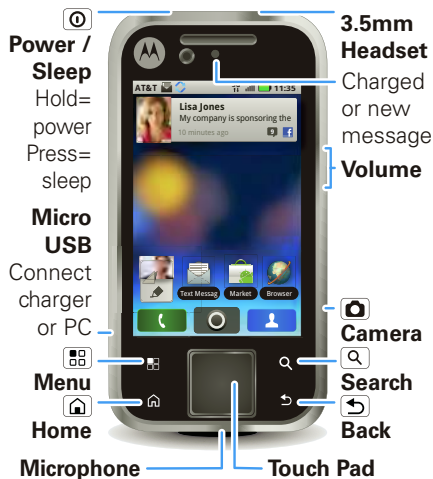 Power /
Sleep
Hold=
power
Press=
sleep
Micro
USB
Connect
charger
or PC
Menu
Home
Microphone
AT&T
11:35
Lisa Jones
My company is sponsoring the
10 minutes ago
9
Text Messag
Market
Browser
3.5mm
Headset
Charged
or new
message
Volume
Camera
Search
Back
Touch Pad